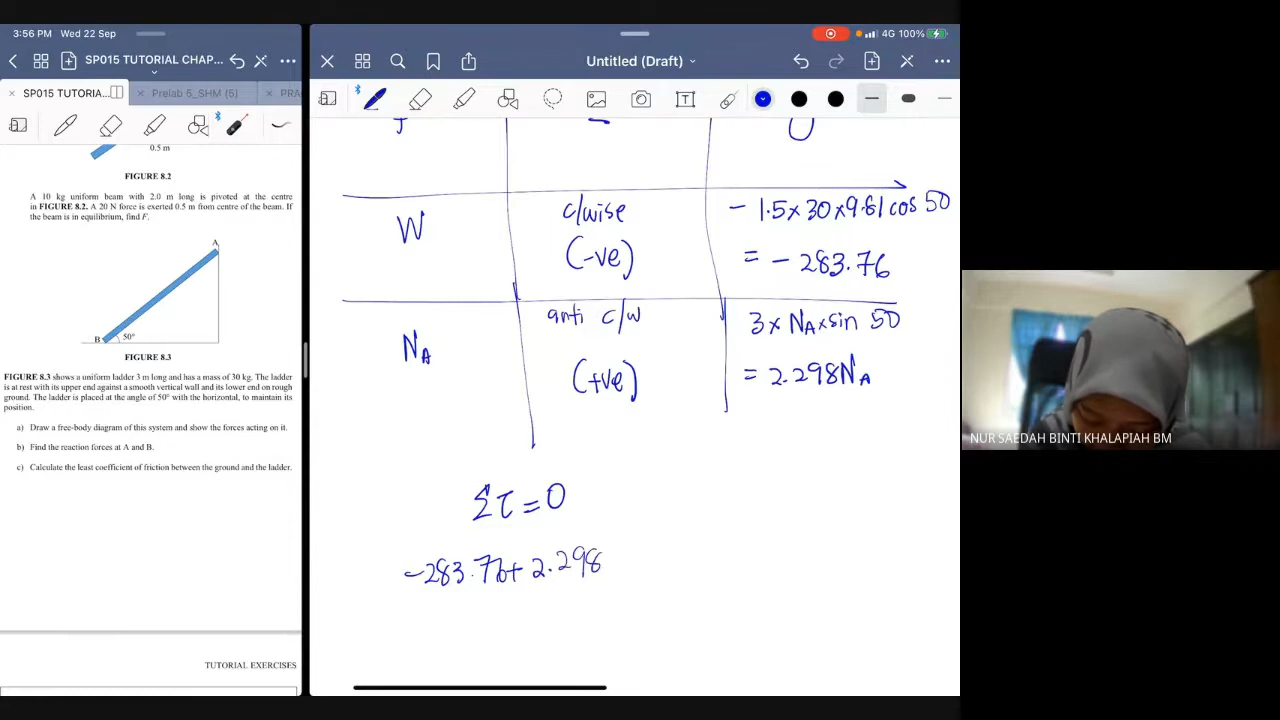 3:56 PM Wed 22 Sep
SP015 TUTORIAL CHAP...
SP015 TUTORIA...
Prelab 5_SHM (5)
PRA
0.5 m
FIGURE 8.2
A 10 kg uniform beam with 2.0 m long is pivoted at the centre
in FIGURE 8.2. A 20 N force is exerted 0.5 m from centre of the beam. If
the beam is in equilibrium, find F.
A
B
50°
FIGURE 8.3
FIGURE 8.3 shows a uniform ladder 3 m long and has a mass of 30 kg. The ladder
is at rest with its upper end against a smooth vertical wall and its lower end on rough
ground. The ladder is placed at the angle of 50° with the horizontal, to maintain its
position.
a) Draw a free-body diagram of this system and show the forces acting on it.
b) Find the reaction forces at A and B.
c) Calculate the least coefficient of friction between the ground and the ladder.
TUTORIAL EXERCISES
4G 100%
Untitled (Draft)
W
c/wise
(-ve)
- 1.5 x 30 x 9.81 cos 50
= - 283.76
N_A
anti c/w
(+ve)
3 x N_A x sin 50
= 2.298N_A
Στ = 0
-283.76 + 2.298
NUR SAEDAH BINTI KHALAPIAH BM